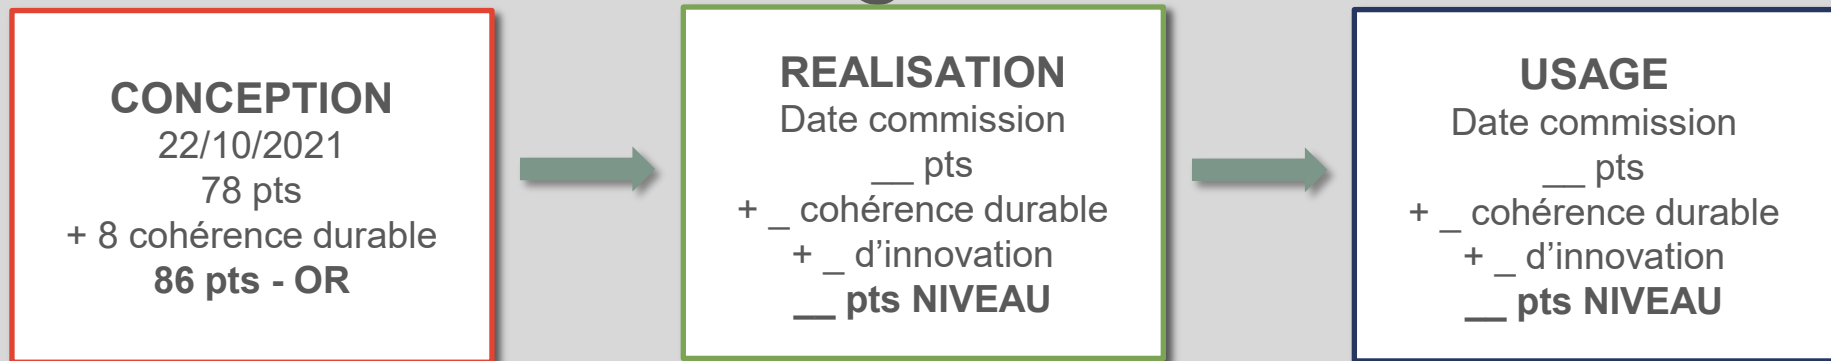 CONCEPTION
22/10/2021
78 pts
+ 8 cohérence durable
86 pts - OR
REALISATION
Date commission
__ pts
+ _ cohérence durable
+ _ d’innovation
__ pts NIVEAU
USAGE
Date commission
__ pts
+ _ cohérence durable
+ _ d’innovation
__ pts NIVEAU